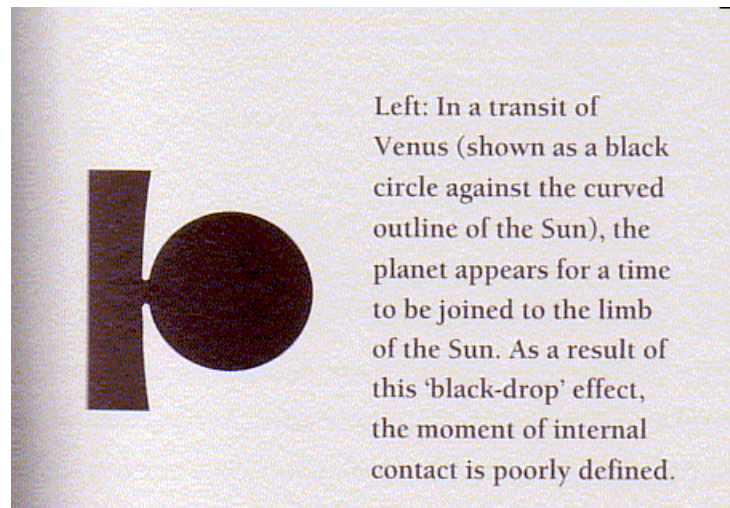 Left: In a transit of
Venus (shown as a black
circle against the curved
outline of the Sun), the
planet appears for a time
to be joined to the limb
of the Sun. As a result of
this ‘black-drop’ effect,
the moment of internal
contact is poorly defined.